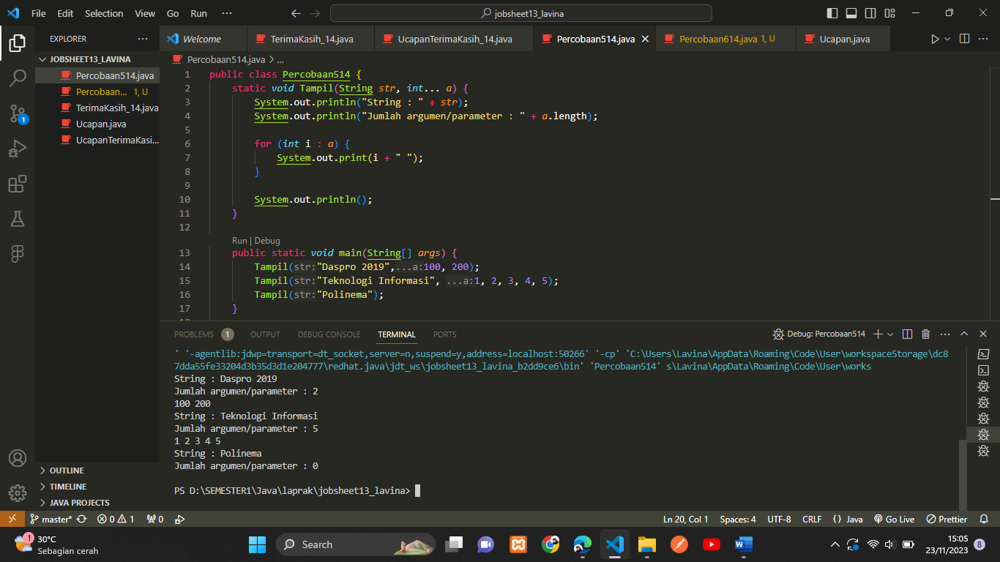 File Edit Selection View Go Run ··· jobsheet13_lavina
EXPLORER ···
JOBSHEET13_LAVINA
Percobaan514.java
Percobaan... 1, U
TerimaKasih_14.java
Ucapan.java
UcapanTerimaKasi...
OUTLINE
TIMELINE
JAVA PROJECTS
1
Welcome TerimaKasih_14.java UcapanTerimaKasih_14.java Percobaan514.java Percobaan614.java 1, U Ucapan.java
Percobaan514.java > ...
1 public class Percobaan514 {
2 static void Tampil(String str, int... a) {
3 System.out.println("String : " + str);
4 System.out.println("Jumlah argumen/parameter : " + a.length);
5
6 for (int i : a) {
7 System.out.print(i + " ");
8 }
9
10 System.out.println();
11 }
12
Run | Debug
13 public static void main(String[] args) {
14 Tampil(str:"Daspro 2019",...a:100, 200);
15 Tampil(str:"Teknologi Informasi", ...a:1, 2, 3, 4, 5);
16 Tampil(str:"Polinema");
17 }
PROBLEMS 1 OUTPUT DEBUG CONSOLE TERMINAL PORTS Debug: Percobaan514
' '-agentlib:jdwp=transport=dt_socket,server=n,suspend=y,address=localhost:50266' '-cp' 'C:\Users\Lavina\AppData\Roaming\Code\User\workspaceStorage\dc8
7dda55fe33204d3b35d3d1e204777\redhat.java\jdt_ws\jobsheet13_lavina_b2dd9ce6\bin' 'Percobaan514' s\Lavina\AppData\Roaming\Code\User\works
String : Daspro 2019
Jumlah argumen/parameter : 2
100 200
String : Teknologi Informasi
Jumlah argumen/parameter : 5
1 2 3 4 5
String : Polinema
Jumlah argumen/parameter : 0
PS D:\SEMESTER1\Java\laprak\jobsheet13_lavina>
master* 0 1 0 Ln 20, Col 1 Spaces: 4 UTF-8 CRLF {} Java Go Live Prettier
1 30°C
Sebagian cerah
Search
15:05
23/11/2023
8